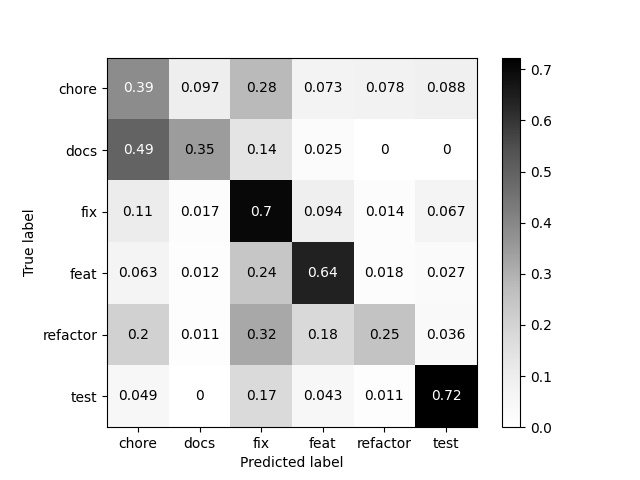 chore 0.39 0.097 0.28 0.073 0.078 0.088
docs 0.49 0.35 0.14 0.025 0 0
fix 0.11 0.017 0.7 0.094 0.014 0.067
feat 0.063 0.012 0.24 0.64 0.018 0.027
refactor 0.2 0.011 0.32 0.18 0.25 0.036
test 0.049 0 0.17 0.043 0.011 0.72
chore docs fix feat refactor test
Predicted label
True label
0.7
0.6
0.5
0.4
0.3
0.2
0.1
0.0